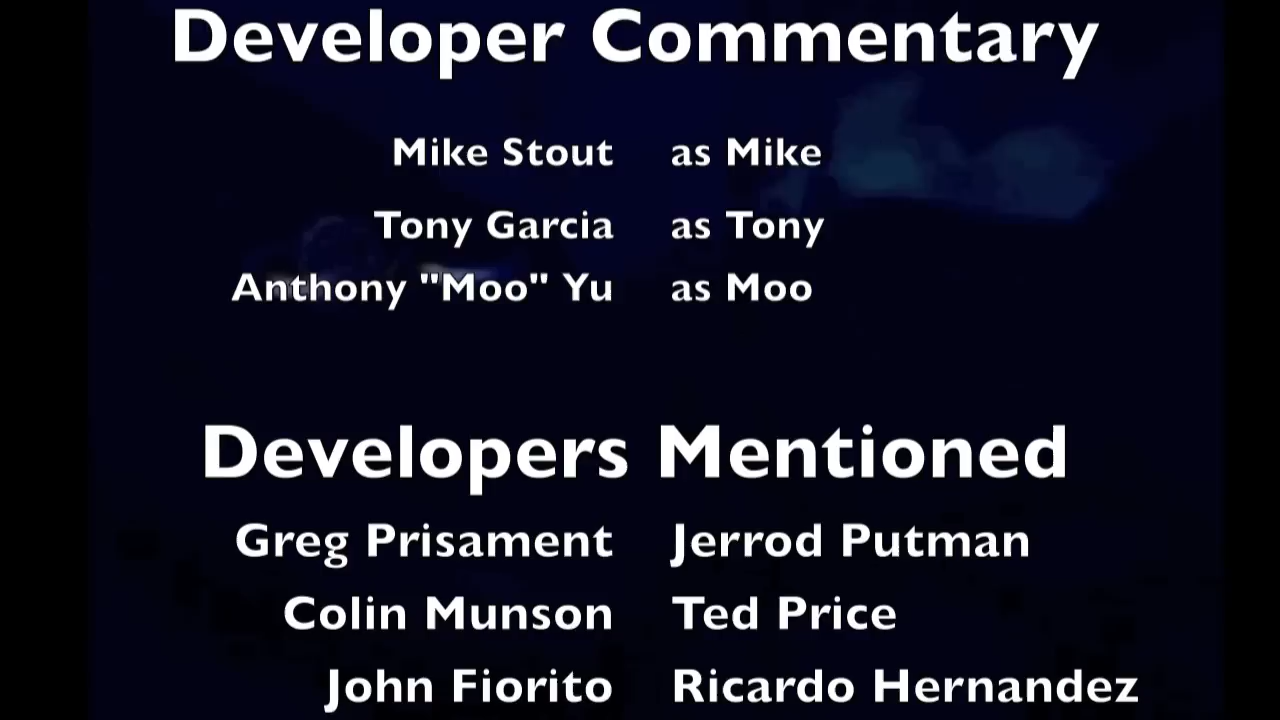 Developer Commentary
Mike Stout as Mike
Tony Garcia as Tony
Anthony "Moo" Yu as Moo
Developers Mentioned
Greg Prisament Jerrod Putman
Colin Munson Ted Price
John Fiorito Ricardo Hernandez